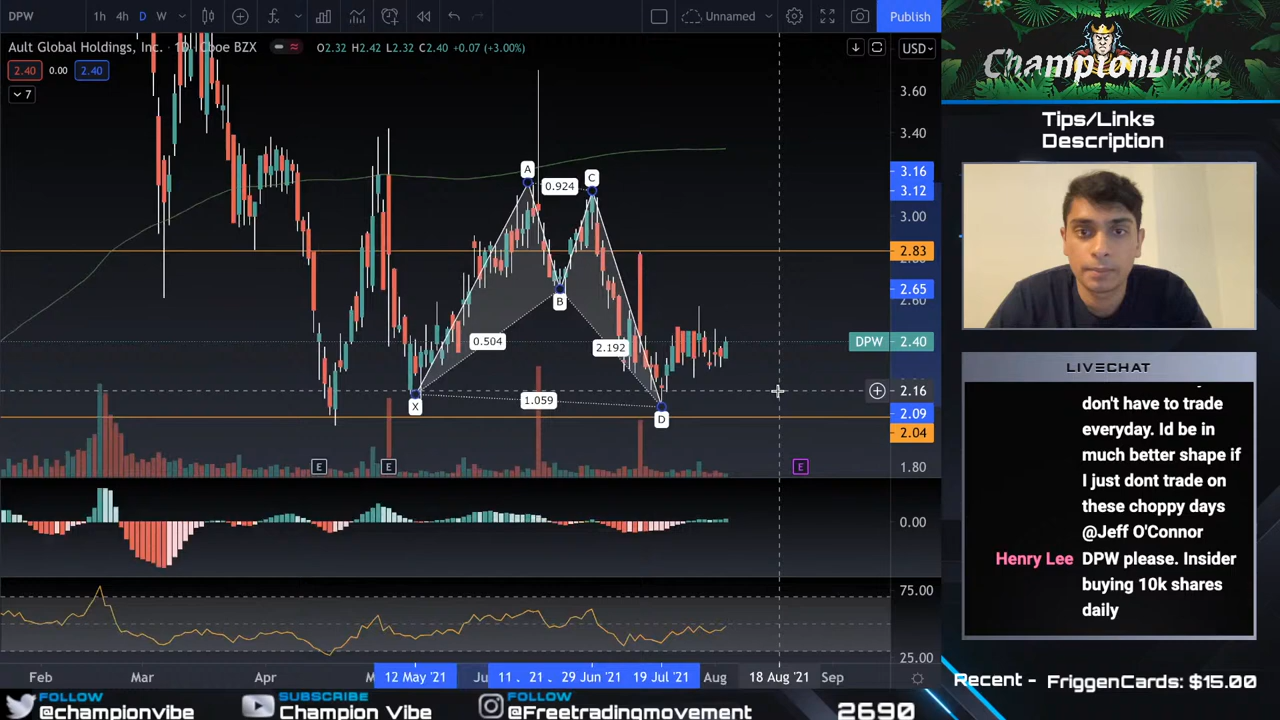 DPW
1h 4h D W
Unnamed
Publish
Ault Global Holdings, Inc. · 1D, Cboe BZX
O2.32 H2.42 L2.32 C2.40 +0.07 (+3.00%)
USD
2.40 0.00 2.40
7
ChampionVibe
Tips/Links
Description
3.60
3.40
3.16
3.12
3.00
2.83
2.65
2.60
DPW 2.40
2.16
2.09
2.04
1.80
0.00
75.00
25.00
A
0.924
C
B
0.504
2.192
X
1.059
D
E
E
E
Feb Mar Apr 12 May '21 11 21 29 Jun '21 19 Jul '21 Aug 18 Aug '21 Sep
LIVECHAT
don't have to trade
everyday. Id be in
much better shape if
I just dont trade on
these choppy days
@Jeff O'Connor
Henry Lee DPW please. Insider
buying 10k shares
daily
Recent - FriggenCards: $15.00
FOLLOW
@championvibe
SUBSCRIBE
Champion Vibe
FOLLOW
@Freetradingmovement
2690